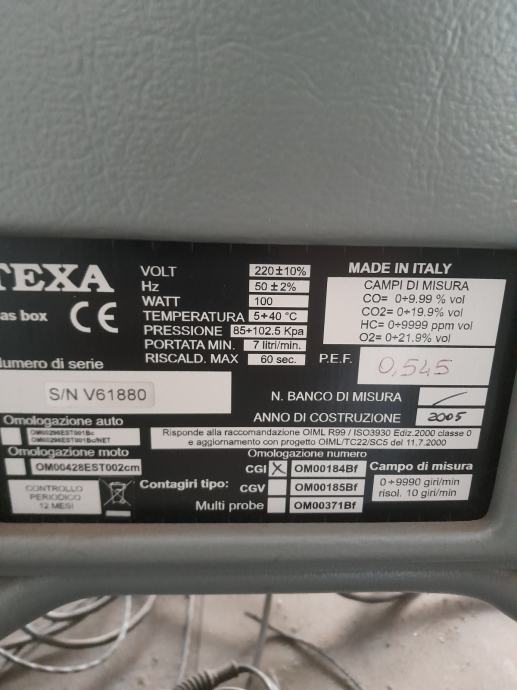 TEXA
as box
CE
VOLT 220±10%
Hz 50±2%
WATT 100
TEMPERATURA 5÷40 °C
PRESSIONE 85÷102.5 Kpa
PORTATA MIN. 7 litri/min.
RISCALD. MAX 60 sec.
MADE IN ITALY
CAMPI DI MISURA
CO= 0÷9.99 % vol
CO2= 0÷19.9% vol
HC= 0÷9999 ppm vol
O2= 0÷21.9% vol
P.E.F. 0,545
Numero di serie
S/N V61880
N. BANCO DI MISURA
ANNO DI COSTRUZIONE 2005
Omologazione auto
OM00298EST001Bc
OM00298EST001Bc/NET
Risponde alla raccomandazione OIML R99 / ISO3930 Ediz.2000 classe 0
e aggiornamento con progetto OIML/TC22/SC5 del 11.7.2000
Omologazione moto
OM00428EST002cm
Omologazione numero
CONTROLLO
PERIODICO
12 MESI
Contagiri tipo:
CGI X OM00184Bf
CGV OM00185Bf
Multi probe OM00371Bf
Campo di misura
0÷9990 giri/min
risol. 10 giri/min